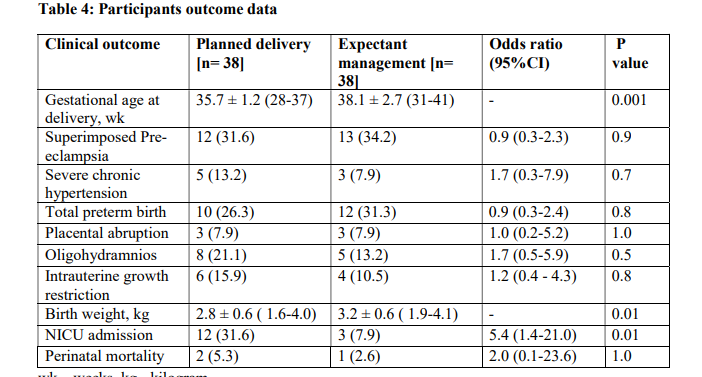 Table 4: Participants outcome data
Clinical outcome Planned delivery [n= 38] Expectant management [n= 38] Odds ratio (95%CI) P value
Gestational age at delivery, wk 35.7 ± 1.2 (28-37) 38.1 ± 2.7 (31-41) - 0.001
Superimposed Pre-eclampsia 12 (31.6) 13 (34.2) 0.9 (0.3-2.3) 0.9
Severe chronic hypertension 5 (13.2) 3 (7.9) 1.7 (0.3-7.9) 0.7
Total preterm birth 10 (26.3) 12 (31.3) 0.9 (0.3-2.4) 0.8
Placental abruption 3 (7.9) 3 (7.9) 1.0 (0.2-5.2) 1.0
Oligohydramnios 8 (21.1) 5 (13.2) 1.7 (0.5-5.9) 0.5
Intrauterine growth restriction 6 (15.9) 4 (10.5) 1.2 (0.4 - 4.3) 0.8
Birth weight, kg 2.8 ± 0.6 ( 1.6-4.0) 3.2 ± 0.6 ( 1.9-4.1) - 0.01
NICU admission 12 (31.6) 3 (7.9) 5.4 (1.4-21.0) 0.01
Perinatal mortality 2 (5.3) 1 (2.6) 2.0 (0.1-23.6) 1.0